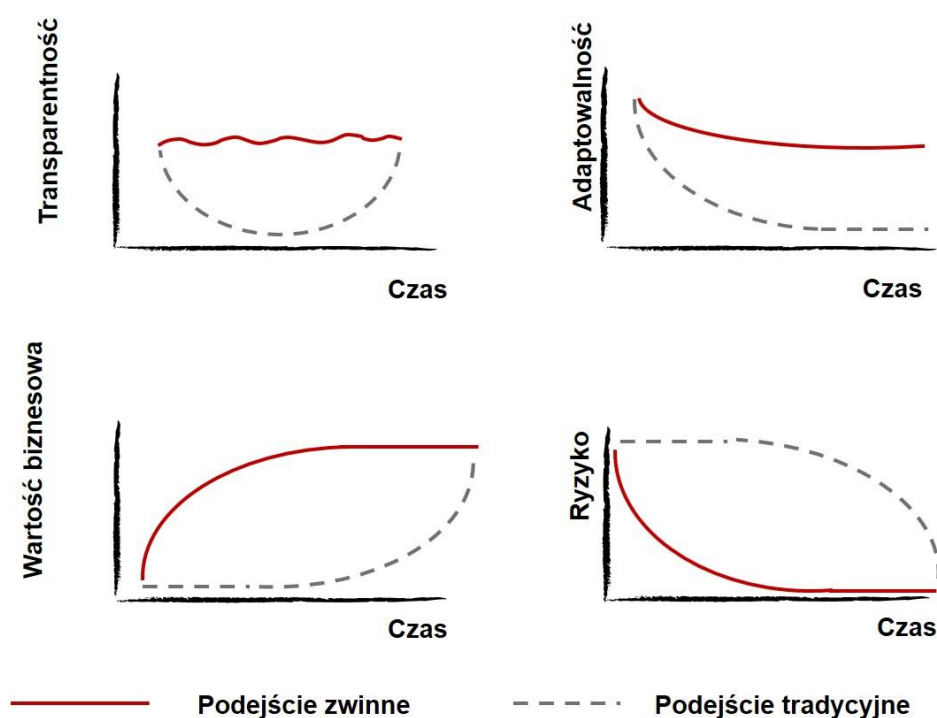 Transparentność
Czas
Adaptowalność
Czas
Wartość biznesowa
Czas
Ryzyko
Czas
Podejście zwinne
Podejście tradycyjne